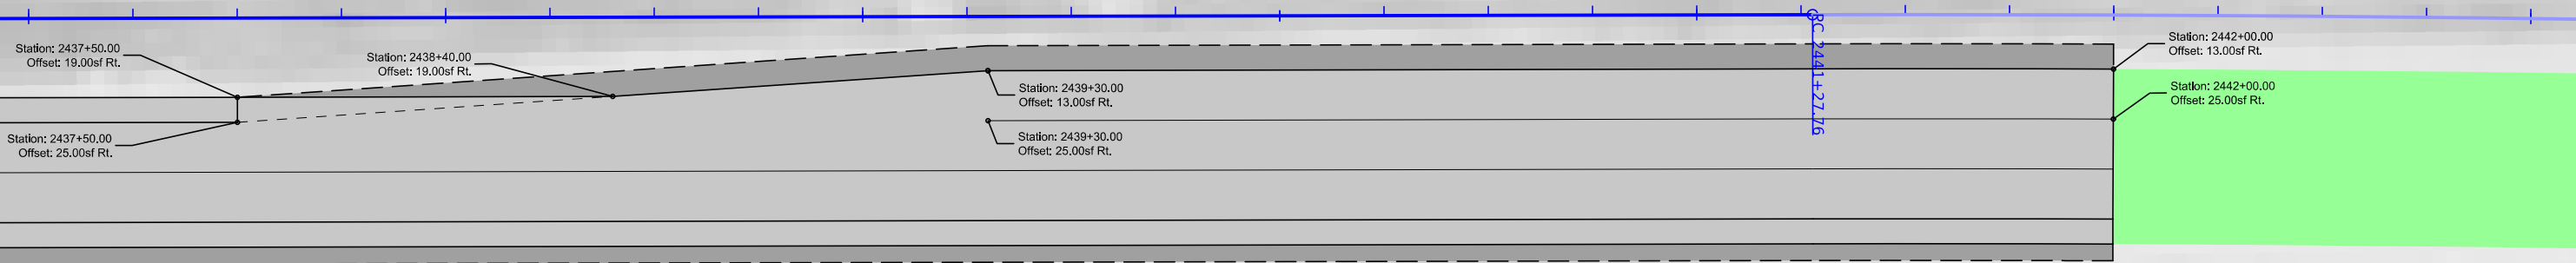 Station: 2437+50.00
Offset: 19.00sf Rt.
Station: 2437+50.00
Offset: 25.00sf Rt.
Station: 2438+40.00
Offset: 19.00sf Rt.
Station: 2439+30.00
Offset: 13.00sf Rt.
Station: 2439+30.00
Offset: 25.00sf Rt.
PC 2441+27.76
Station: 2442+00.00
Offset: 13.00sf Rt.
Station: 2442+00.00
Offset: 25.00sf Rt.